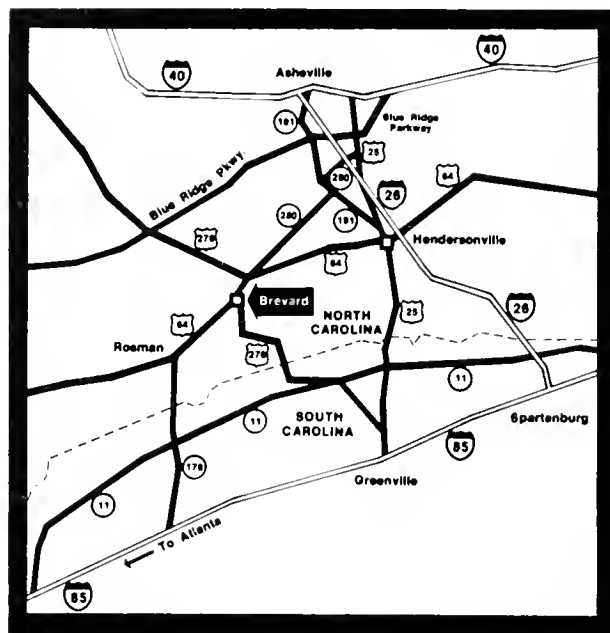 40
40
Asheville
191
Blue Ridge
Parkway
25
280
64
26
191
Blue Ridge Pkwy.
280
276
64
Hendersonville
Brevard
NORTH
CAROLINA
25
26
64
Rosman
276
11
SOUTH
CAROLINA
11
Spartanburg
85
178
Greenville
11
To Atlanta
85